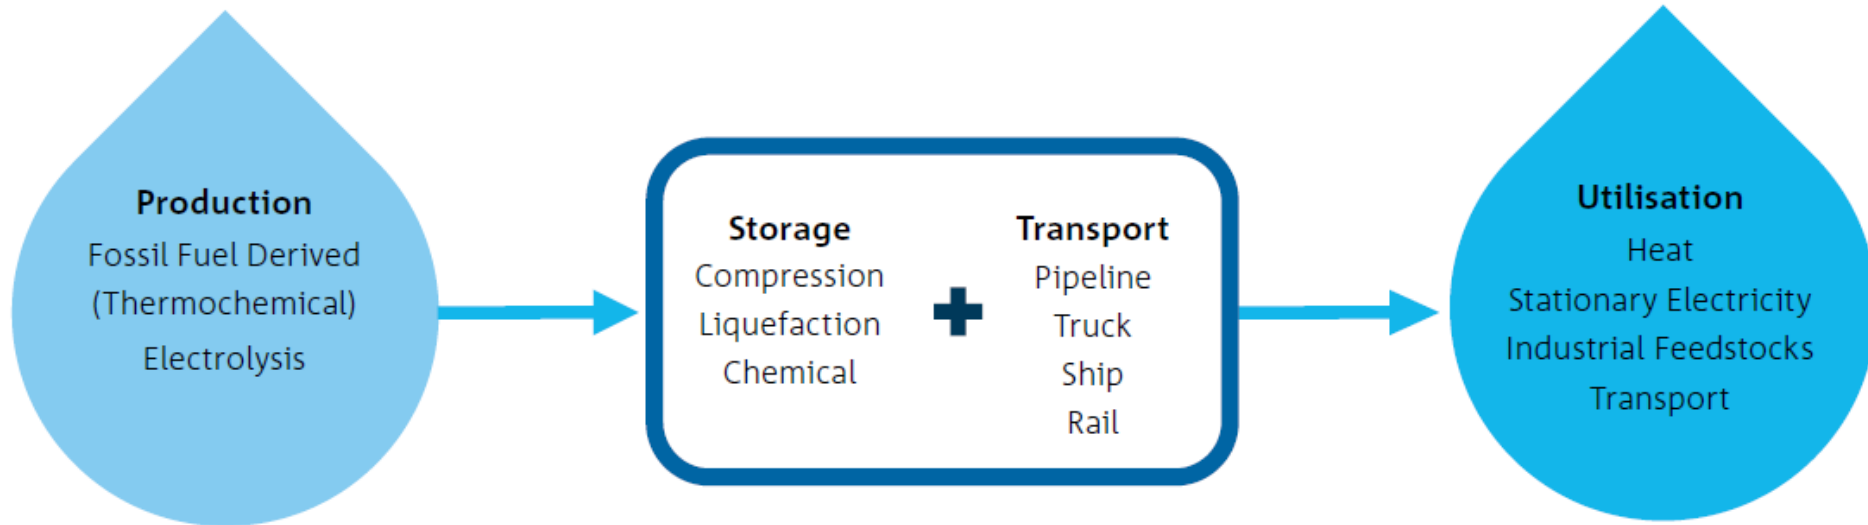 Production
Fossil Fuel Derived
(Thermochemical)
Electrolysis
Storage
Compression
Liquefaction
Chemical
Transport
Pipeline
Truck
Ship
Rail
Utilisation
Heat
Stationary Electricity
Industrial Feedstocks
Transport